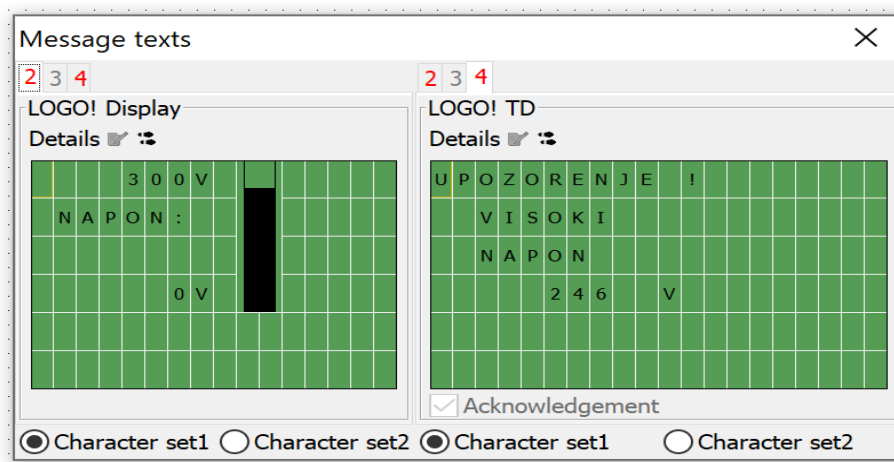 Message texts
2 3 4
2 3 4
LOGO! Display
Details
300V
NAPON:
0V
LOGO! TD
Details
UPOZORENJE !
VISOKI
NAPON
246 V
Acknowledgement
Character set1 Character set2
Character set1 Character set2